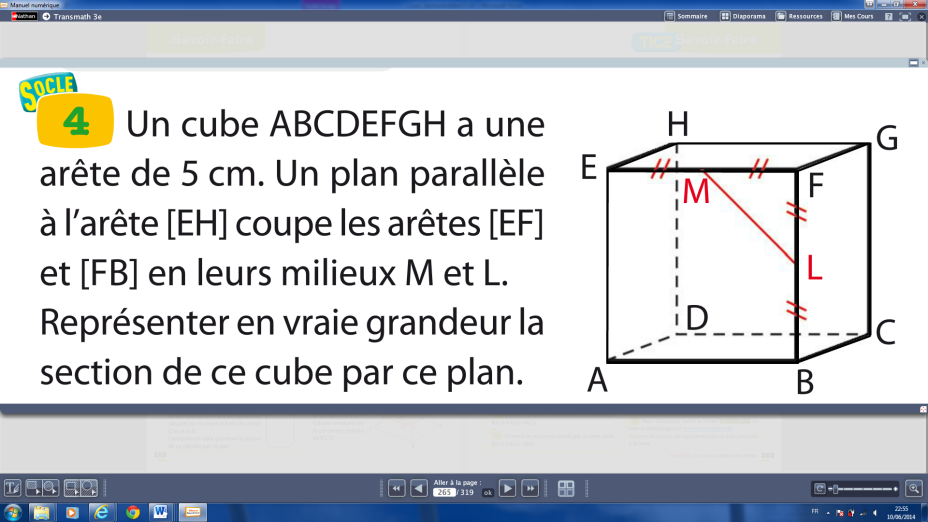 Manuel numérique
Nathan Transmath 3e
Sommaire Diaporama Ressources Mes Cours ?
SOCLE
4 Un cube ABCDEFGH a une
arête de 5 cm. Un plan parallèle
à l'arête [EH] coupe les arêtes [EF]
et [FB] en leurs milieux M et L.
Représenter en vraie grandeur la
section de ce cube par ce plan.
H
G
E
M
F
L
D
C
A
B
Aller à la page :
265 / 319 ok
FR
22:55
10/06/2014